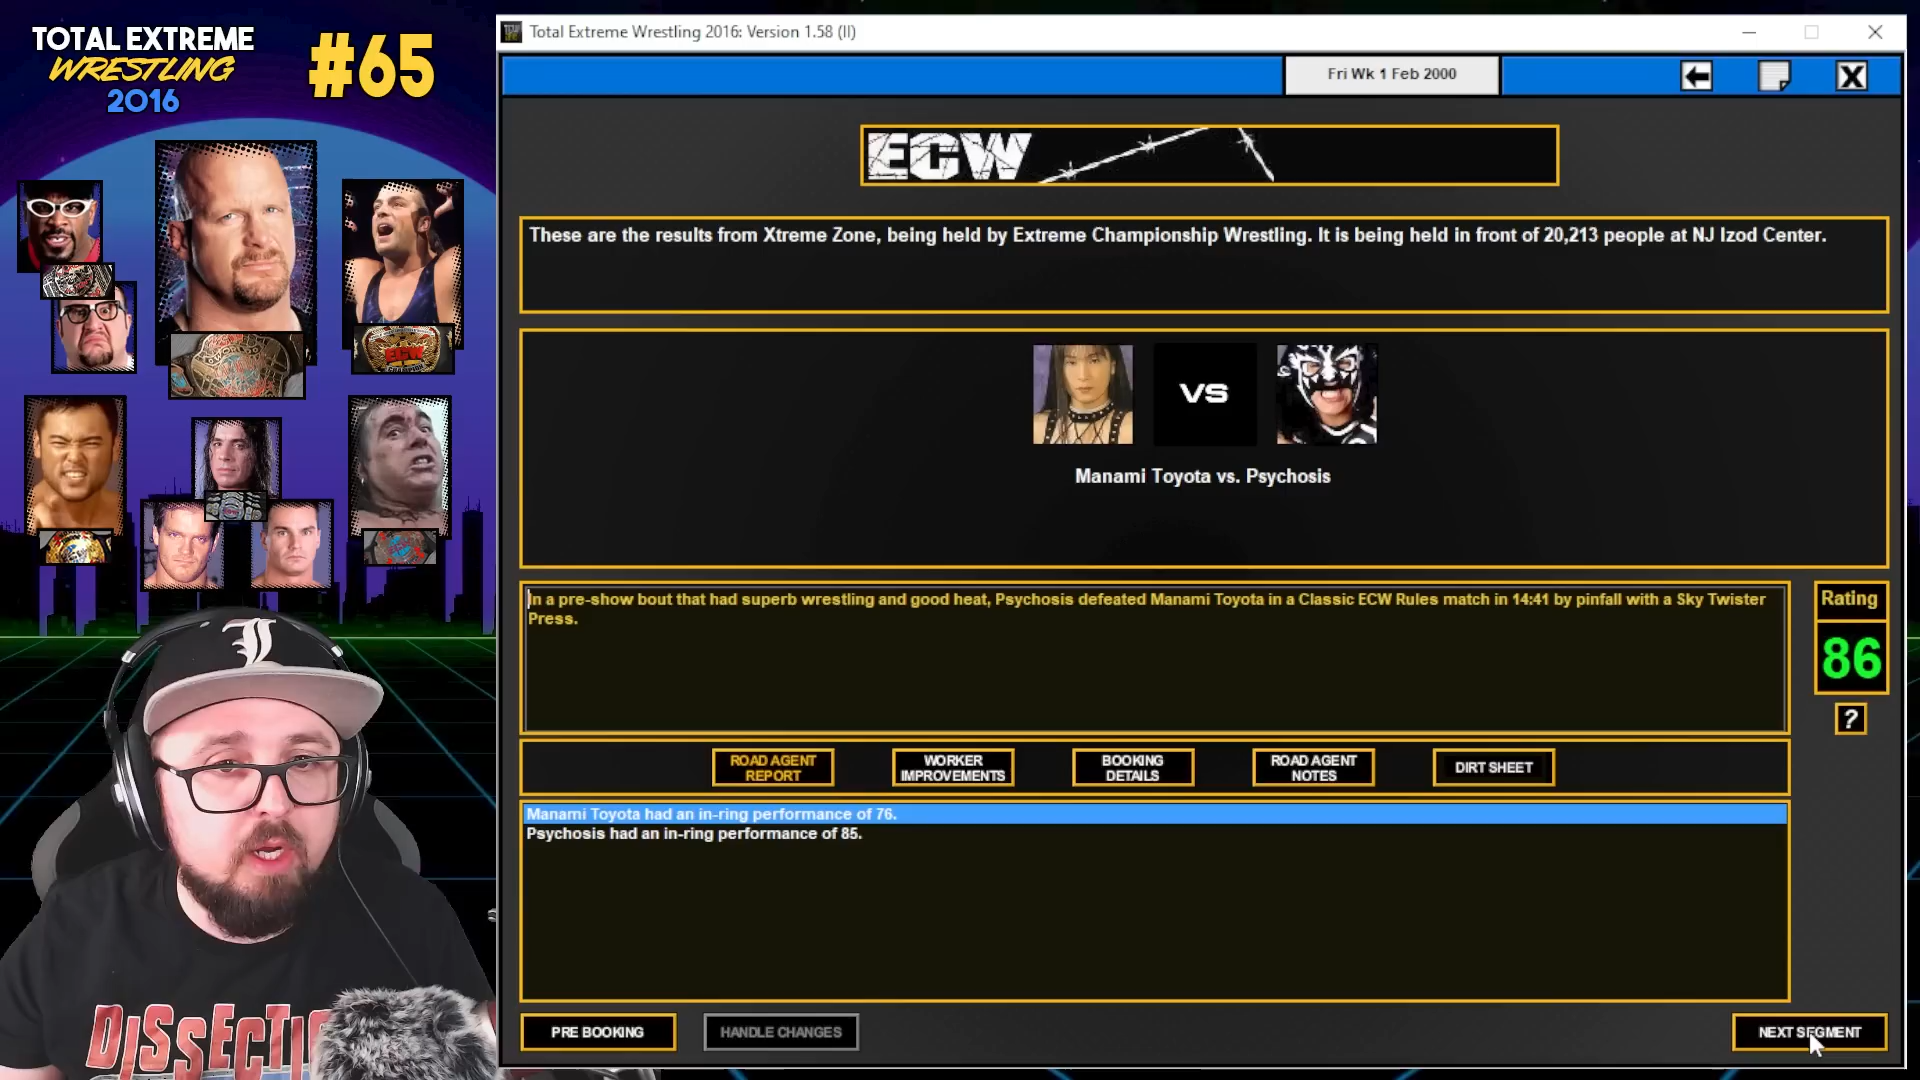 TOTAL EXTREME
WRESTLING
2016
#65
Total Extreme Wrestling 2016: Version 1.58 (II)
Fri Wk 1 Feb 2000
X
ECW
These are the results from Xtreme Zone, being held by Extreme Championship Wrestling. It is being held in front of 20,213 people at NJ Izod Center.
VS
Manami Toyota vs. Psychosis
In a pre-show bout that had superb wrestling and good heat, Psychosis defeated Manami Toyota in a Classic ECW Rules match in 14:41 by pinfall with a Sky Twister
Press.
Rating
86
?
ROAD AGENT
REPORT
WORKER
IMPROVEMENTS
BOOKING
DETAILS
ROAD AGENT
NOTES
DIRT SHEET
Manami Toyota had an in-ring performance of 76.
Psychosis had an in-ring performance of 85.
PRE BOOKING
HANDLE CHANGES
NEXT SEGMENT